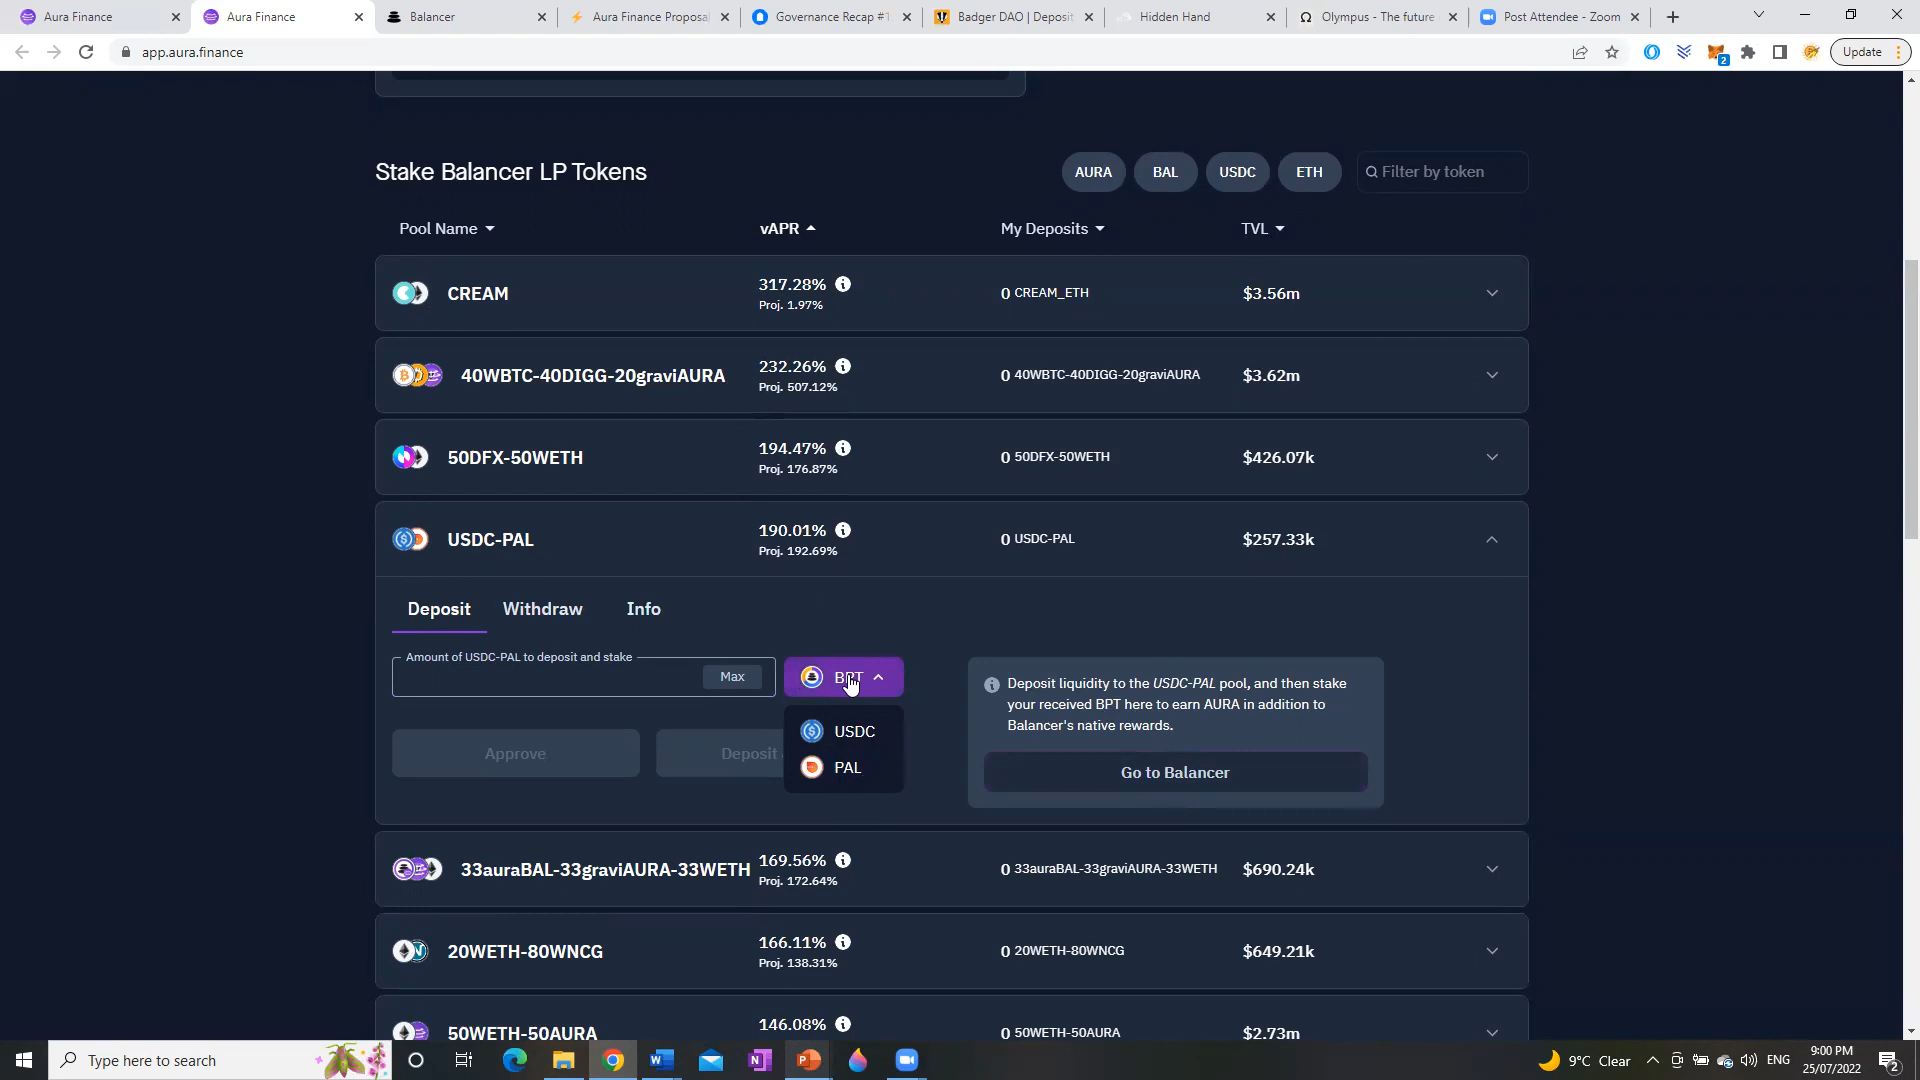 Aura Finance
Aura Finance
Balancer
Aura Finance Proposal
Governance Recap #1
Badger DAO | Deposit
Hidden Hand
Olympus - The future
Post Attendee - Zoom
app.aura.finance
2
Update
Stake Balancer LP Tokens
AURA
BAL
USDC
ETH
Filter by token
Pool Name
vAPR
My Deposits
TVL
CREAM
317.28%
Proj. 1.97%
0 CREAM_ETH
$3.56m
40WBTC-40DIGG-20graviAURA
232.26%
Proj. 507.12%
0 40WBTC-40DIGG-20graviAURA
$3.62m
50DFX-50WETH
194.47%
Proj. 176.87%
0 50DFX-50WETH
$426.07k
USDC-PAL
190.01%
Proj. 192.69%
0 USDC-PAL
$257.33k
Deposit
Withdraw
Info
Amount of USDC-PAL to deposit and stake
Max
BPT
USDC
PAL
Approve
Deposit
Deposit liquidity to the USDC-PAL pool, and then stake
your received BPT here to earn AURA in addition to
Balancer's native rewards.
Go to Balancer
33auraBAL-33graviAURA-33WETH
169.56%
Proj. 172.64%
0 33auraBAL-33graviAURA-33WETH
$690.24k
20WETH-80WNCG
166.11%
Proj. 138.31%
0 20WETH-80WNCG
$649.21k
50WETH-50AURA
146.08%
0 50WETH-50AURA
$2.73m
Type here to search
9°C Clear
ENG
9:00 PM
25/07/2022
2